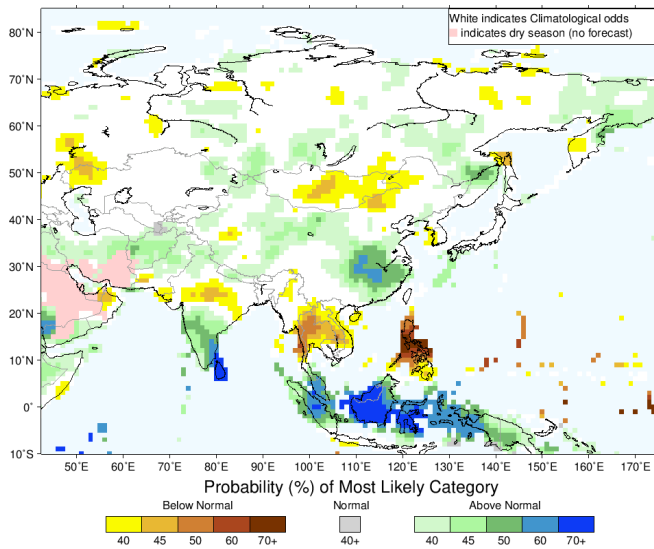 White indicates Climatological odds
indicates dry season (no forecast)
80˚N
70˚N
60˚N
50˚N
40˚N
30˚N
20˚N
10˚N
0˚
10˚S
50˚E 60˚E 70˚E 80˚E 90˚E 100˚E 110˚E 120˚E 130˚E 140˚E 150˚E 160˚E 170˚E
Probability (%) of Most Likely Category
Below Normal Normal Above Normal
40 45 50 60 70+ 40+ 40 45 50 60 70+